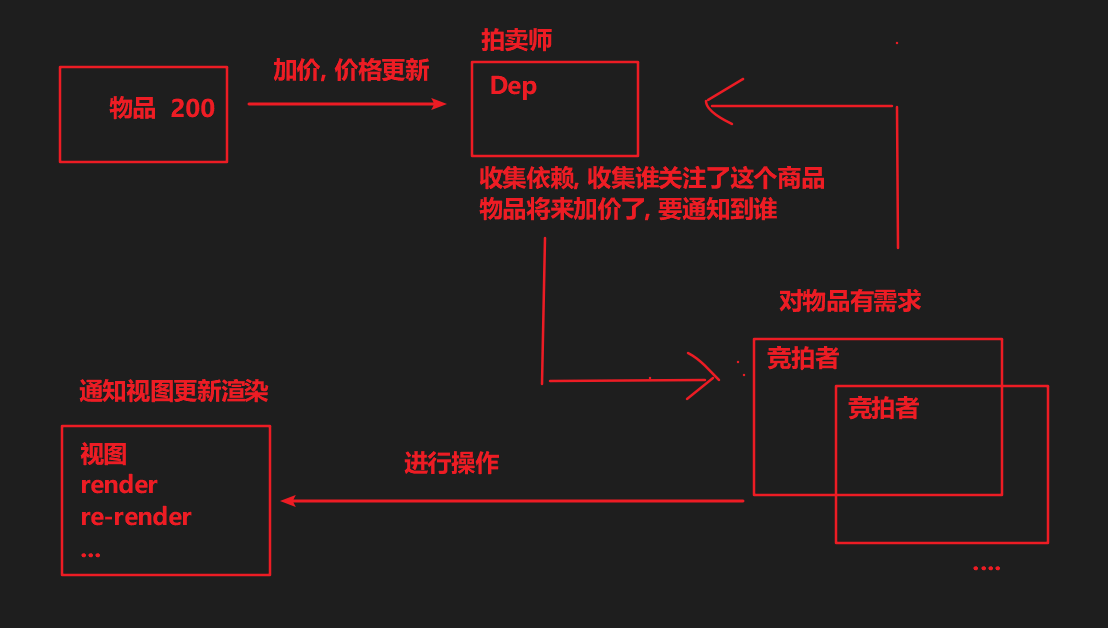 拍卖师
加价, 价格更新
Dep
物品 200
收集依赖, 收集谁关注了这个商品
物品将来加价了, 要通知到谁
对物品有需求
竞拍者
竞拍者
....
通知视图更新渲染
视图
render
re-render
...
进行操作